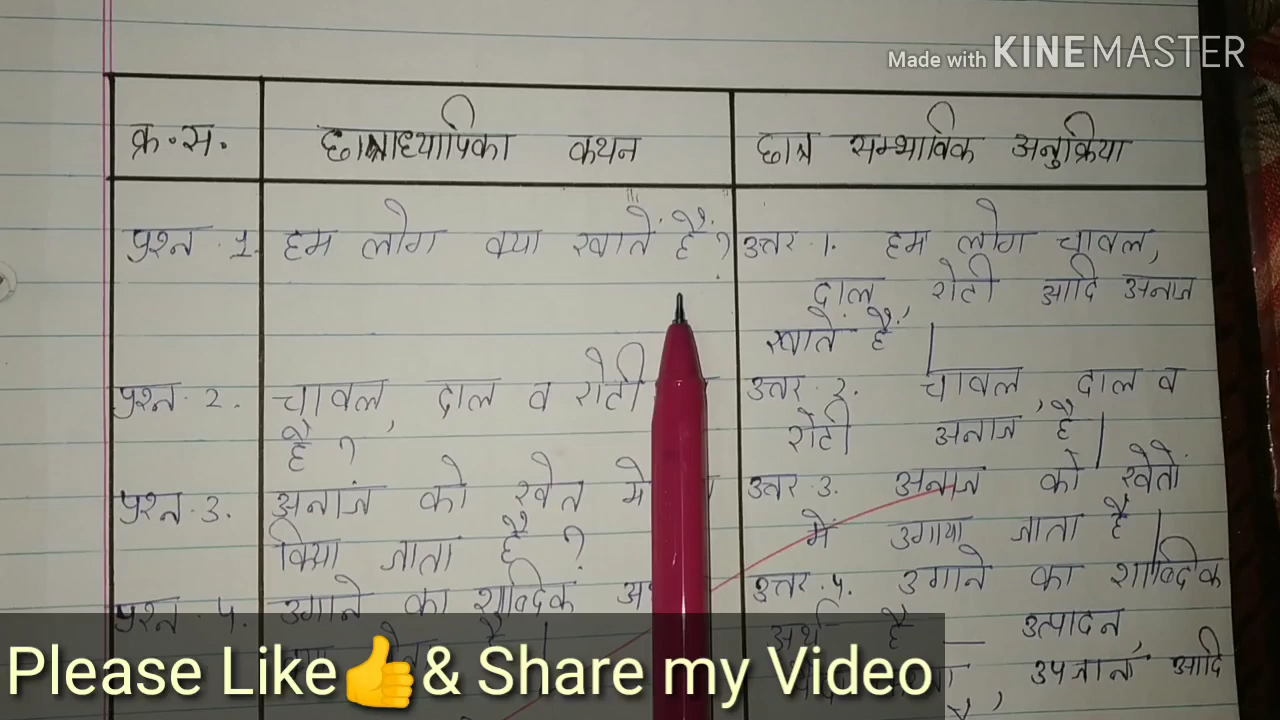 Made with KINEMASTER
क्र.स. छात्राध्यापिका कथन छात्र सम्भाविक अनुक्रिया
प्रश्न 1. हम लोग क्या खातें हैं ?
उत्तर 1. हम लोग चावल,
दाल, रोटी आदि अनाज
खाते हैं |
प्रश्न 2. चावल, दाल व रोटी
है ?
उत्तर 2. चावल, दाल व
रोटी अनाज है |
प्रश्न 3. अनाज को खेत में
किया जाता है ?
उत्तर 3. अनाज को खेतों
में उगाया जाता है |
प्रश्न 4. उगाने का शाब्दिक
है |
उत्तर 4. उगाने का शाब्दिक
अर्थ है — उत्पादन,
उपजाना आदि
Please Like👍& Share my Video